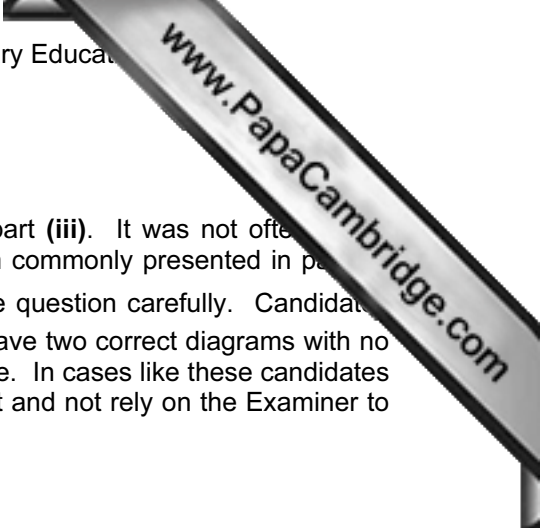 ry Educat
www.PapaCambridge.com
part (iii). It was not ofte
commonly presented in p
e question carefully. Candidat
ave two correct diagrams with no
e. In cases like these candidates
t and not rely on the Examiner to